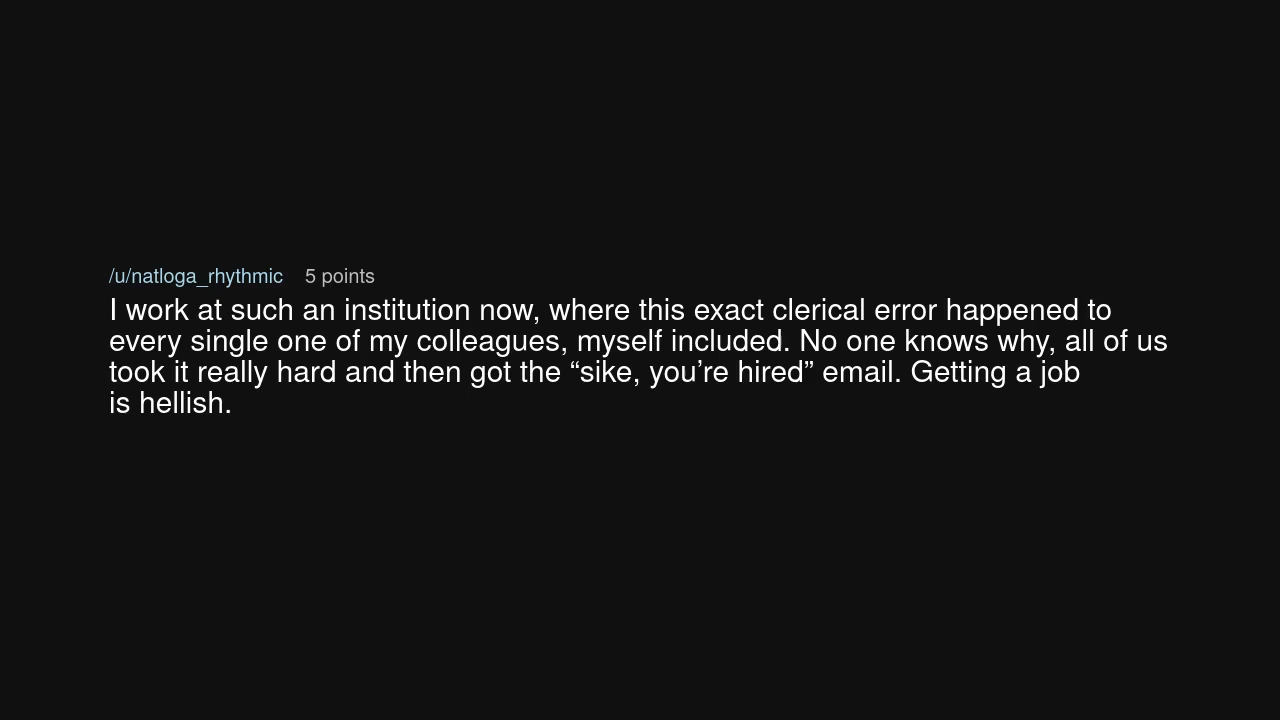 /u/natloga_rhythmic 5 points
I work at such an institution now, where this exact clerical error happened to
every single one of my colleagues, myself included. No one knows why, all of us
took it really hard and then got the “sike, you’re hired” email. Getting a job
is hellish.